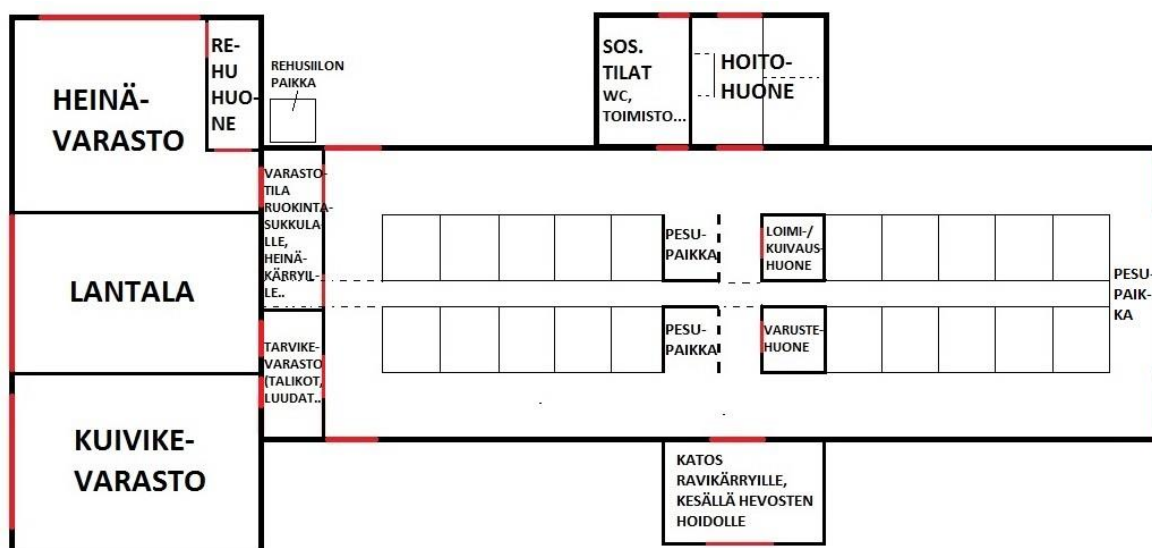 HEINÄ-
VARASTO
RE-
HU
HUO-
NE
REHUSIILON
PAIKKA
SOS.
TILAT
WC,
TOIMISTO...
HOITO-
HUONE
VARASTO-
TILA
RUOKINTA-
SUKKULA-
LLE,
HEINÄ-
KÄRRYIL-
LE..
LANTALA
PESU-
PAIKKA
LOIMI-/
KUIVAUS-
HUONE
PESU-
PAIK-
KA
PESU-
PAIKKA
VARUSTE-
HUONE
TARVIKE-
VARASTO
(TALIKOT,
LUUDAT..
KUIVIKE-
VARASTO
KATOS
RAVIKÄRRYILLE,
KESÄLLÄ HEVOSTEN
HOIDOLLE